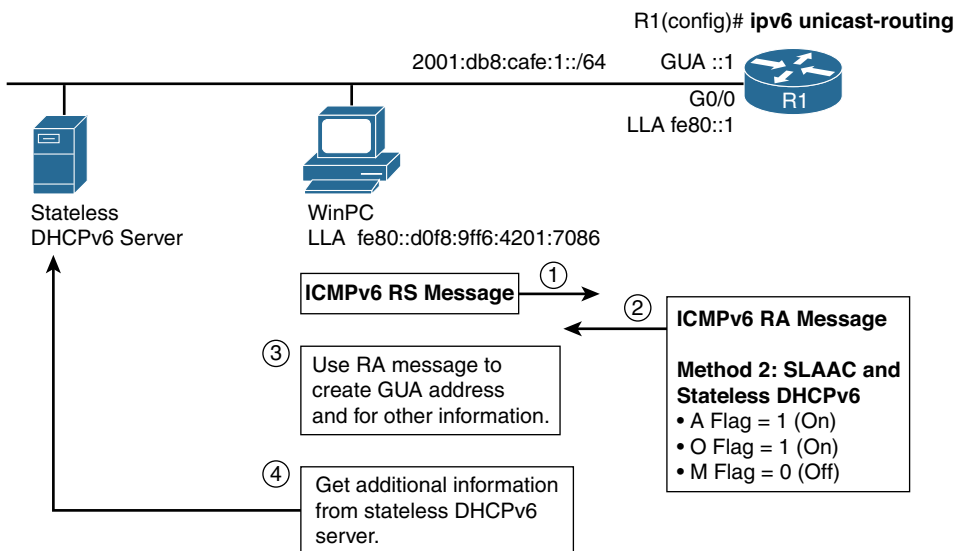 R1(config)# ipv6 unicast-routing
2001:db8:cafe:1::/64
GUA ::1
G0/0
R1
LLA fe80::1
Stateless
DHCPv6 Server
WinPC
LLA fe80::d0f8:9ff6:4201:7086
ICMPv6 RS Message
1
2
ICMPv6 RA Message
Method 2: SLAAC and
Stateless DHCPv6
• A Flag = 1 (On)
• O Flag = 1 (On)
• M Flag = 0 (Off)
3
Use RA message to
create GUA address
and for other information.
4
Get additional information
from stateless DHCPv6
server.